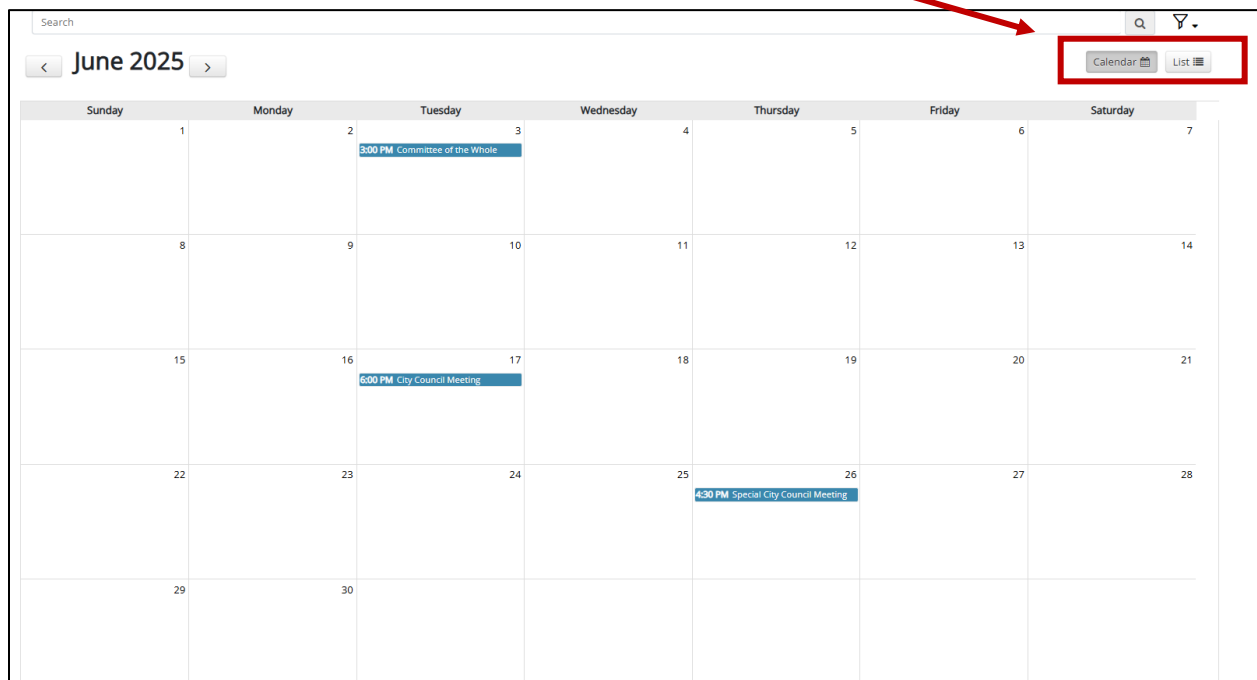 Search
June 2025
Calendar List
Sunday Monday Tuesday Wednesday Thursday Friday Saturday
1 2 3 4 5 6 7
3:00 PM Committee of the Whole
8 9 10 11 12 13 14
15 16 17 18 19 20 21
6:00 PM City Council Meeting
22 23 24 25 26 27 28
4:30 PM Special City Council Meeting
29 30